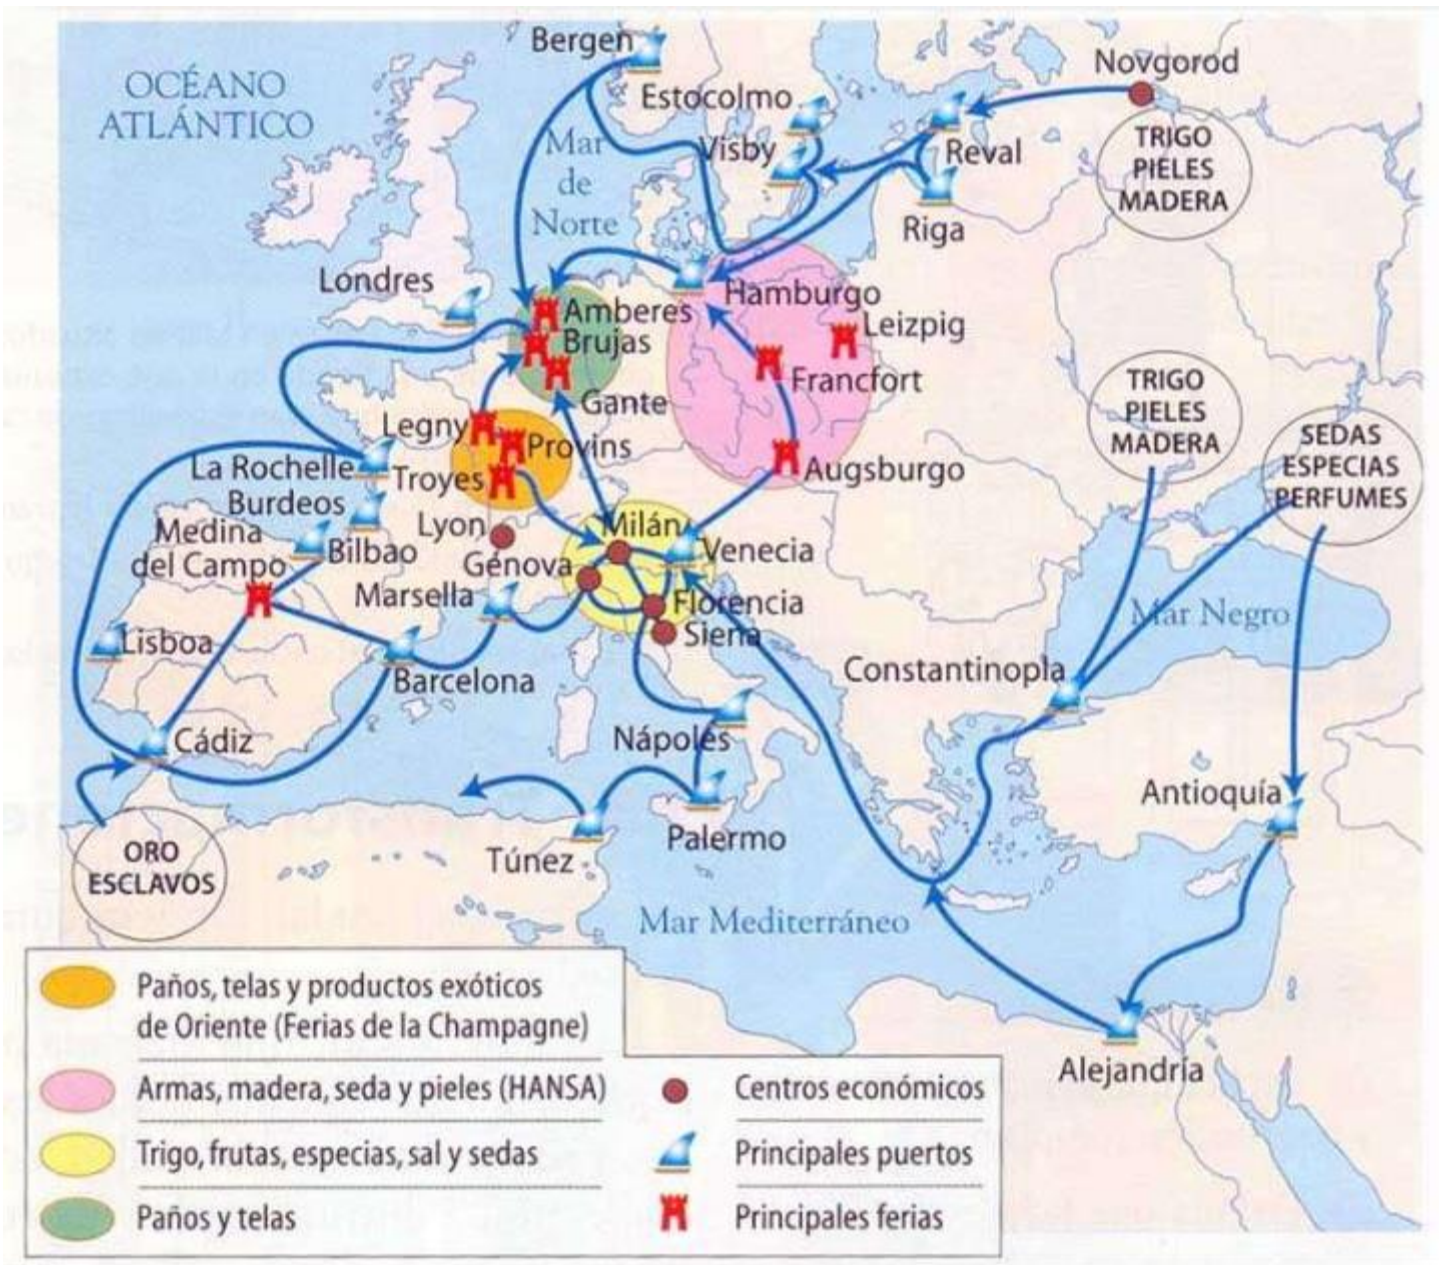 Bergen
OCÉANO
ATLÁNTICO
Novgorod
Estocolmo
Mar
de
Norte
Visby
Reval
TRIGO
PIELES
MADERA
Riga
Londres
Hamburgo
Amberes
Brujas
Leizpig
Francfort
Gante
TRIGO
PIELES
MADERA
Legny
Provins
La Rochelle
Troyes
Augsburgo
SEDAS
ESPECIAS
PERFUMES
Burdeos
Medina
del Campo
Bilbao
Lyon
Milán
Venecia
Génova
Marsella
Florencia
Siena
Mar Negro
Lisboa
Barcelona
Constantinopla
Cádiz
Nápoles
Antioquía
Palermo
Túnez
ORO
ESCLAVOS
Mar Mediterráneo
Alejandría
Paños, telas y productos exóticos
de Oriente (Ferias de la Champagne)
Armas, madera, seda y pieles (HANSA)
Trigo, frutas, especias, sal y sedas
Paños y telas
Centros económicos
Principales puertos
Principales ferias